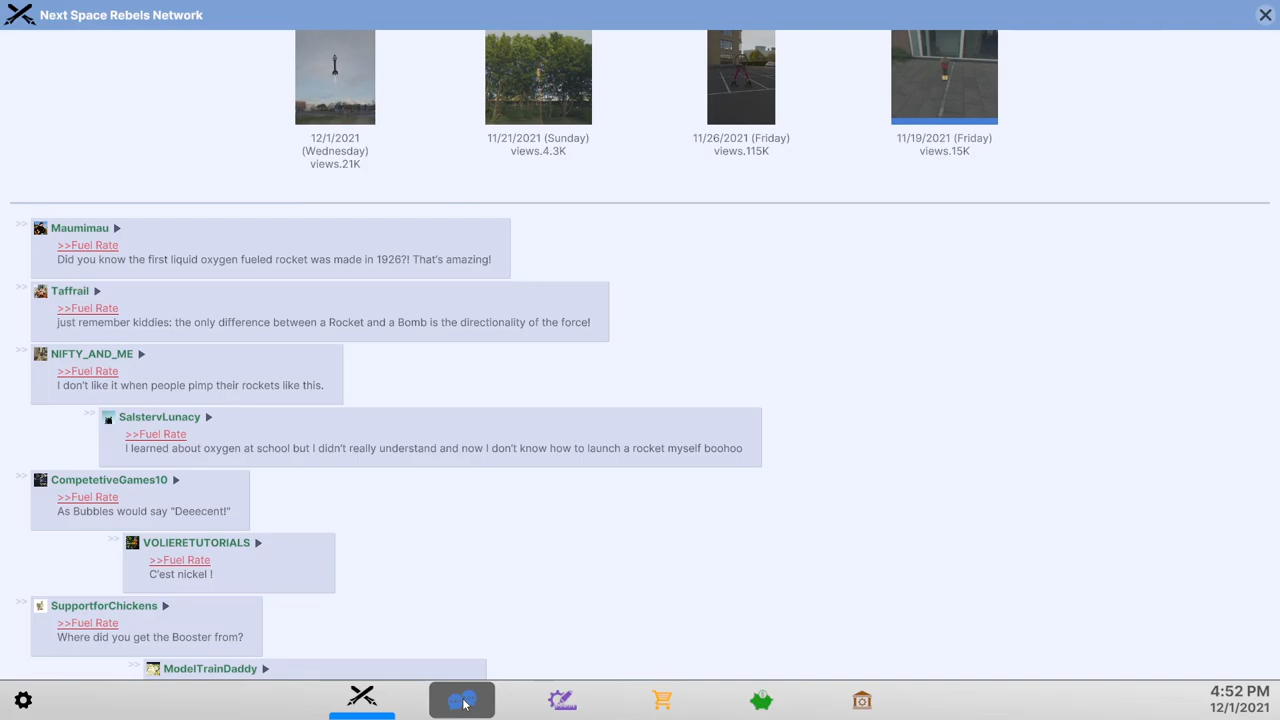 Next Space Rebels Network
12/1/2021
(Wednesday)
views.21K
11/21/2021 (Sunday)
views.4.3K
11/26/2021 (Friday)
views.115K
11/19/2021 (Friday)
views.15K
>> Maumimau
>>Fuel Rate
Did you know the first liquid oxygen fueled rocket was made in 1926?! That's amazing!
>> Taffrail
>>Fuel Rate
just remember kiddies: the only difference between a Rocket and a Bomb is the directionality of the force!
>> NIFTY_AND_ME
>>Fuel Rate
I don't like it when people pimp their rockets like this.
>> SalstervLunacy
>>Fuel Rate
I learned about oxygen at school but I didn't really understand and now I don't know how to launch a rocket myself boohoo
>> CompetetiveGames10
>>Fuel Rate
As Bubbles would say "Deeecent!"
>> VOLIERETUTORIALS
>>Fuel Rate
C'est nickel !
>> SupportforChickens
>>Fuel Rate
Where did you get the Booster from?
>> ModelTrainDaddy
4:52 PM
12/1/2021